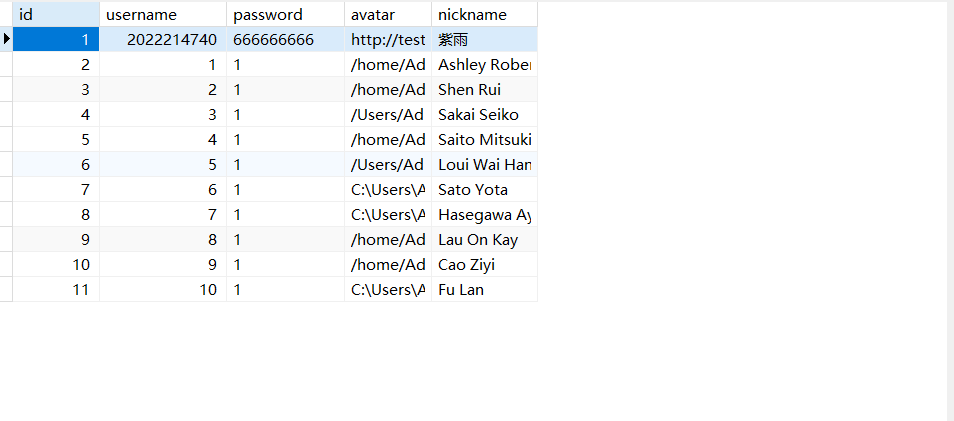 id username password avatar nickname
1 2022214740 666666666 http://test 紫雨
2 1 1 /home/Ad Ashley Rober
3 2 1 /home/Ad Shen Rui
4 3 1 /Users/Ad Sakai Seiko
5 4 1 /home/Ad Saito Mitsuki
6 5 1 /Users/Ad Loui Wai Han
7 6 1 C:\Users\A Sato Yota
8 7 1 C:\Users\A Hasegawa Ay
9 8 1 /home/Ad Lau On Kay
10 9 1 /home/Ad Cao Ziyi
11 10 1 C:\Users\A Fu Lan